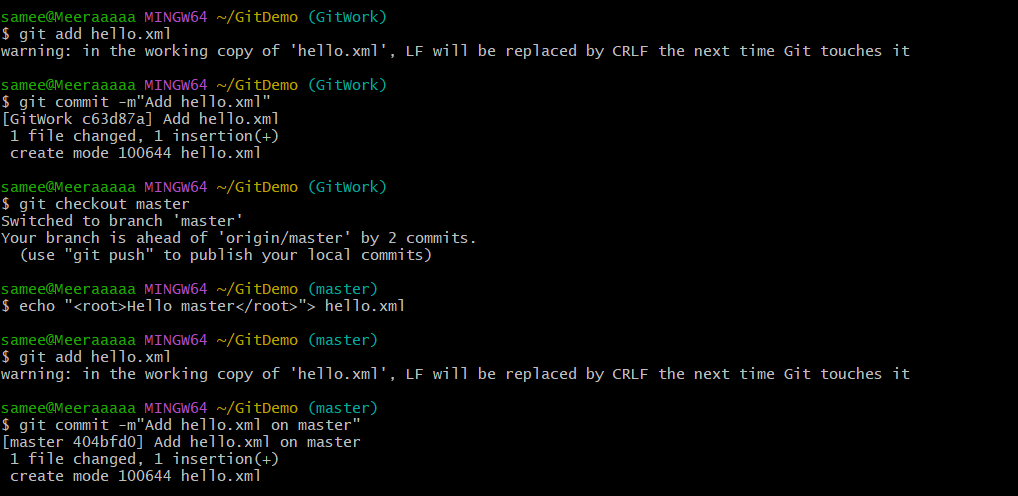 samee@Meeraaaaa MINGW64 ~/GitDemo (GitWork)
$ git add hello.xml
warning: in the working copy of 'hello.xml', LF will be replaced by CRLF the next time Git touches it
samee@Meeraaaaa MINGW64 ~/GitDemo (GitWork)
$ git commit -m"Add hello.xml"
[GitWork c63d87a] Add hello.xml
 1 file changed, 1 insertion(+)
 create mode 100644 hello.xml
samee@Meeraaaaa MINGW64 ~/GitDemo (GitWork)
$ git checkout master
Switched to branch 'master'
Your branch is ahead of 'origin/master' by 2 commits.
  (use "git push" to publish your local commits)
samee@Meeraaaaa MINGW64 ~/GitDemo (master)
$ echo "<root>Hello master</root>"> hello.xml
samee@Meeraaaaa MINGW64 ~/GitDemo (master)
$ git add hello.xml
warning: in the working copy of 'hello.xml', LF will be replaced by CRLF the next time Git touches it
samee@Meeraaaaa MINGW64 ~/GitDemo (master)
$ git commit -m"Add hello.xml on master"
[master 404bfd0] Add hello.xml on master
 1 file changed, 1 insertion(+)
 create mode 100644 hello.xml